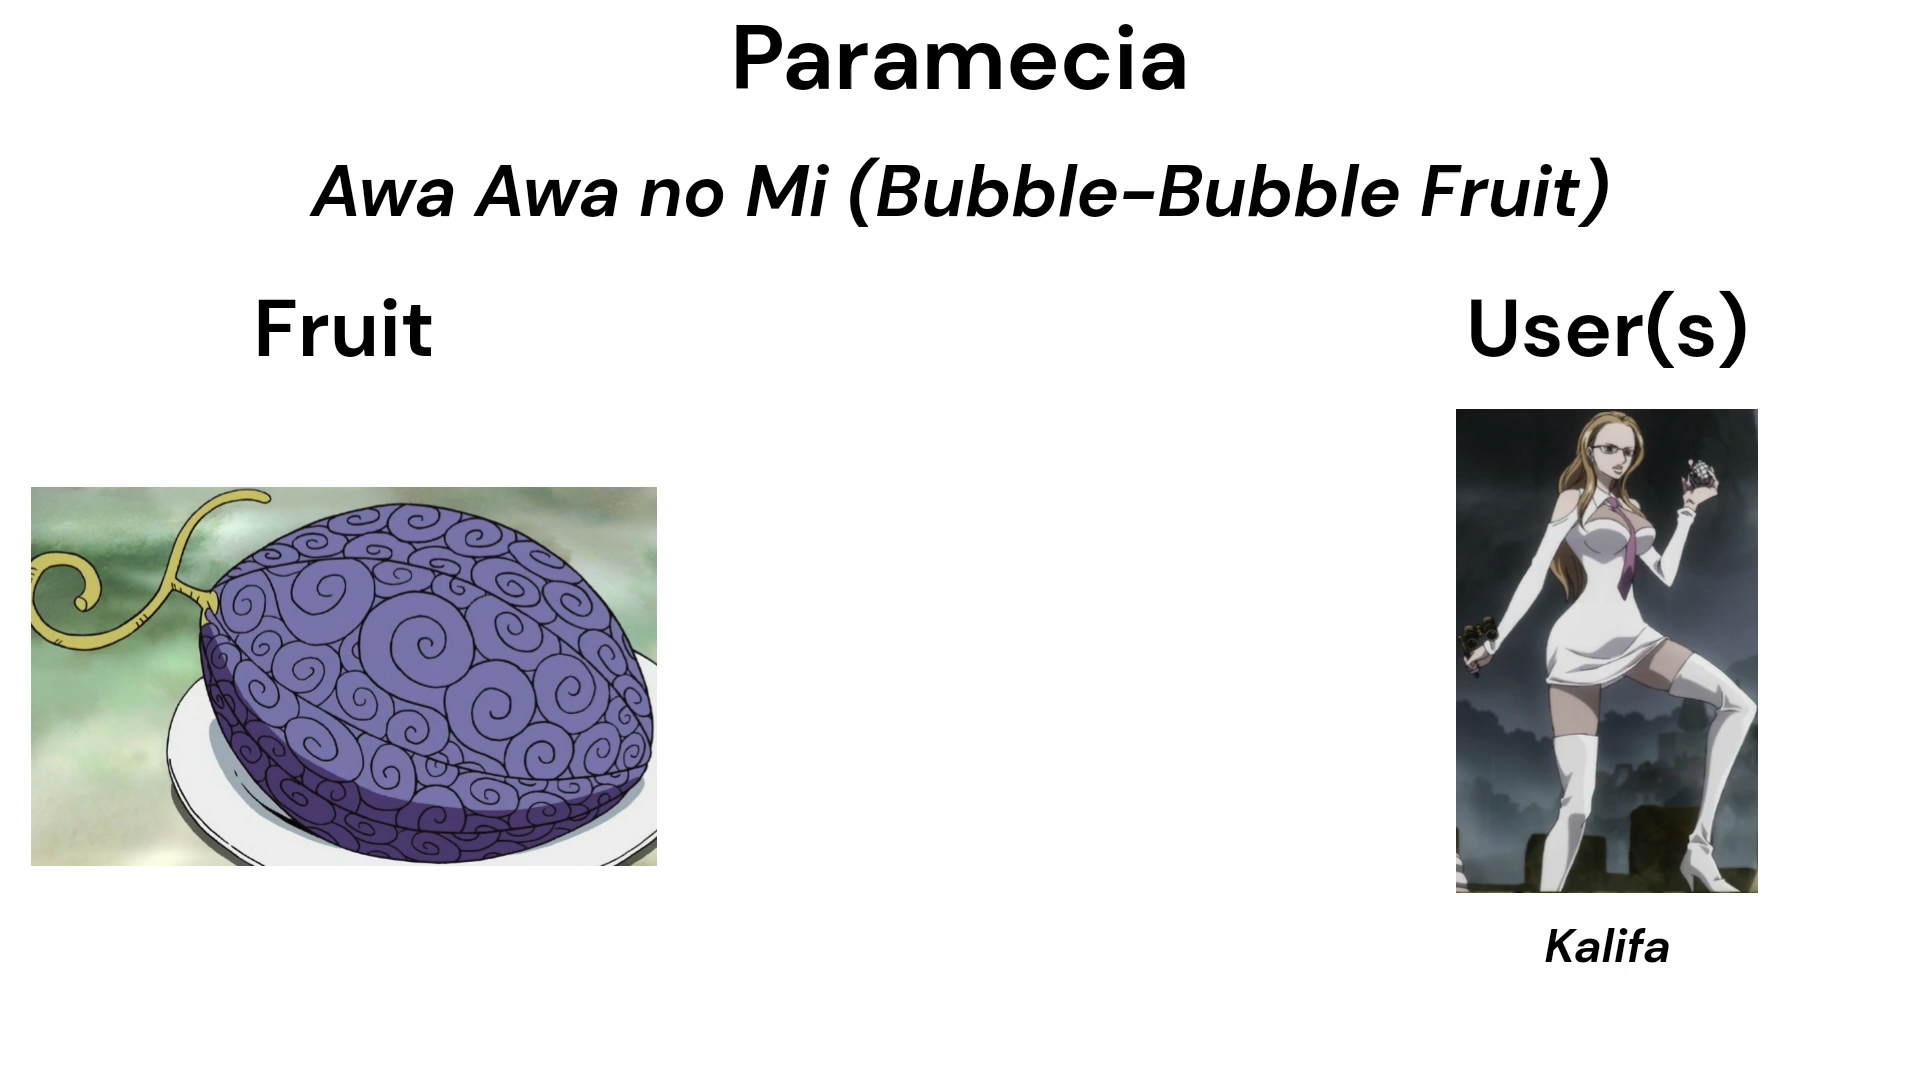 Paramecia
Awa Awa no Mi (Bubble-Bubble Fruit)
Fruit
User(s)
Kalifa